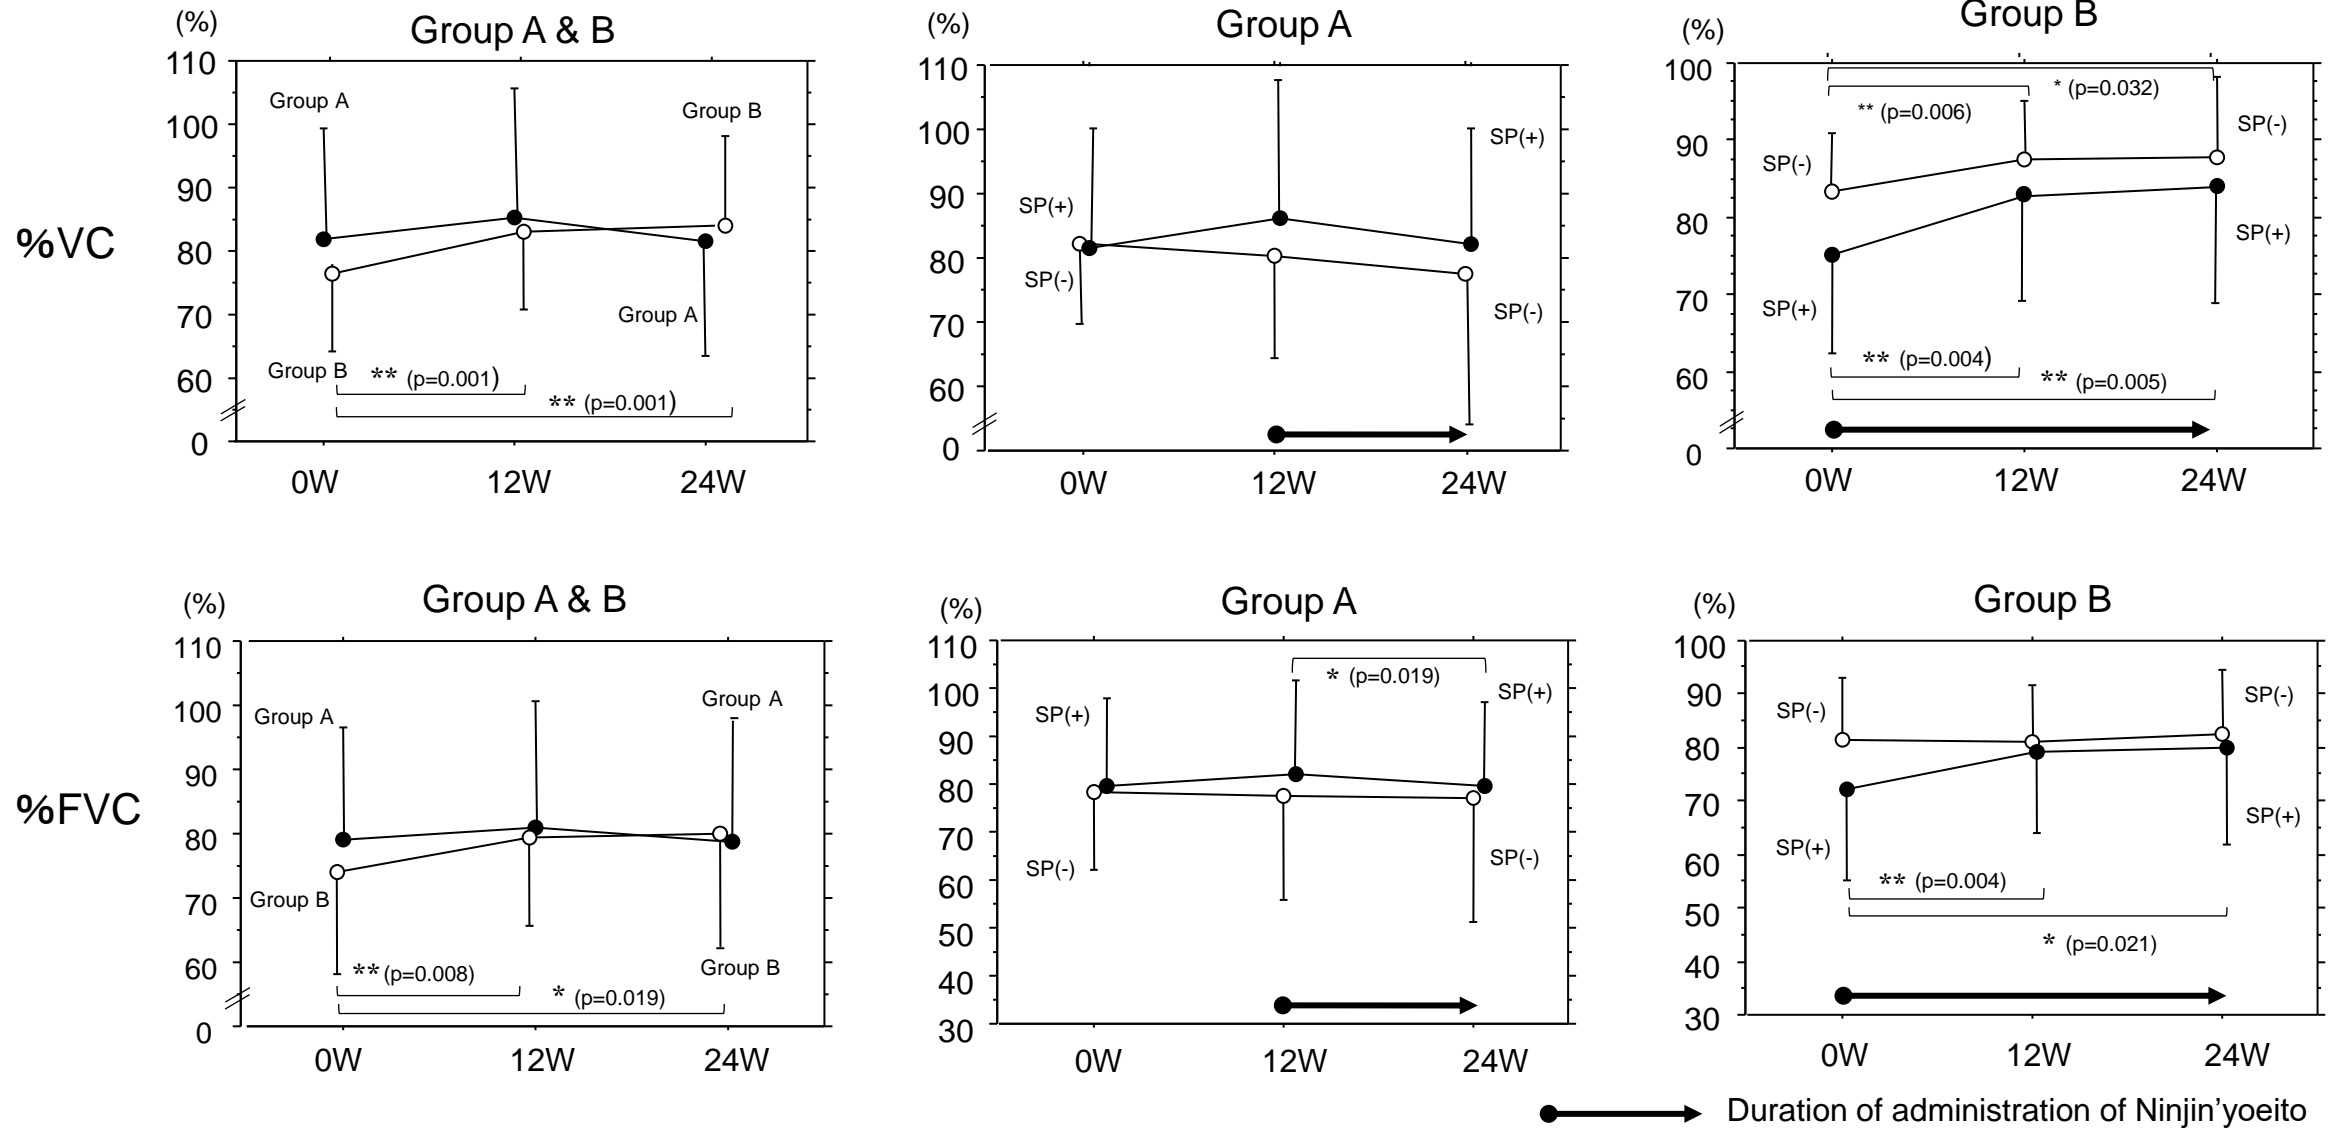 (%) Group A & B
110
Group A
Group B
100
90
%VC
80
70
Group A
Group B
60
** (p=0.001)
** (p=0.001)
0
0W 12W 24W
(%) Group A
110
100
SP(+)
90
SP(+)
80
SP(-)
SP(-)
70
60
0
0W 12W 24W
(%) Group B
100
* (p=0.032)
** (p=0.006)
SP(-)
90
SP(-)
80
SP(+)
70
SP(+)
** (p=0.004)
60
** (p=0.005)
0
0W 12W 24W
(%) Group A & B
110
Group A
100
Group A
90
%FVC
80
70
Group B
60
Group B
**(p=0.008)
* (p=0.019)
0
0W 12W 24W
(%) Group A
110
* (p=0.019)
100
SP(+)
SP(+)
90
80
70
SP(-)
SP(-)
60
50
40
30
0W 12W 24W
(%) Group B
100
90
SP(-)
SP(-)
80
70
SP(+)
SP(+)
60
** (p=0.004)
50
* (p=0.021)
40
30
0W 12W 24W
Duration of administration of Ninjin’yoeito